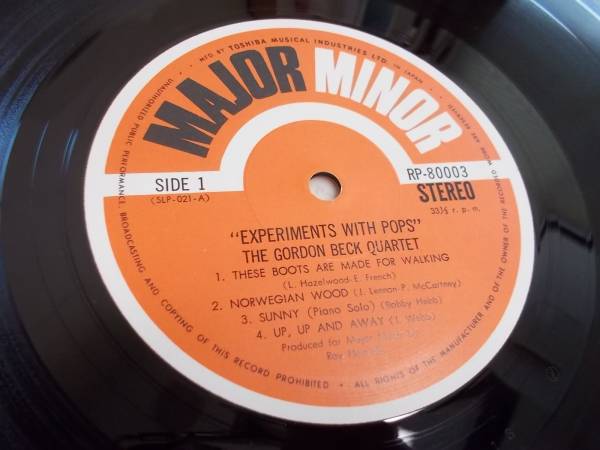 MFD BY TOSHIBA MUSICAL INDUSTRIES LTD. IN JAPAN
MAJOR MINOR
SIDE 1
(SLP-021-A)
RP-80003
STEREO
33⅓ r. p. m.
"EXPERIMENTS WITH POPS"
THE GORDON BECK QUARTET
1. THESE BOOTS ARE MADE FOR WALKING
(L. Hazelwood-E. French)
2. NORWEGIAN WOOD (J. Lennon-P. McCartney)
3. SUNNY (Piano Solo) (Bobby Hebb)
4. UP, UP AND AWAY (J. Webb)
Produced for Major
Ray
ALL RIGHTS OF THE MANUFACTURER AND OF THE OWNER OF THE RECORDED
UNAUTHORIZED PUBLIC PERFORMANCE, BROADCASTING AND COPYING OF THIS RECORD PROHIBITED